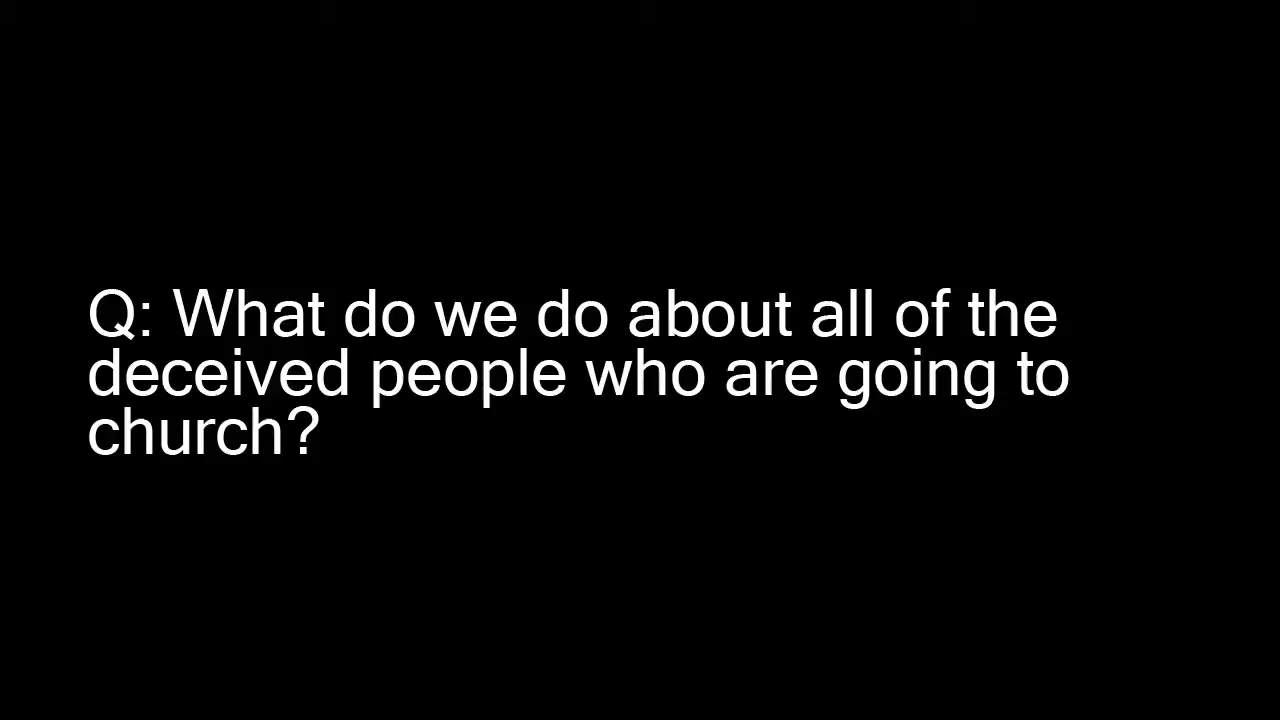 Q: What do we do about all of the
deceived people who are going to
church?